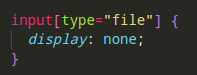 input[type="file"] {
  display: none;
}